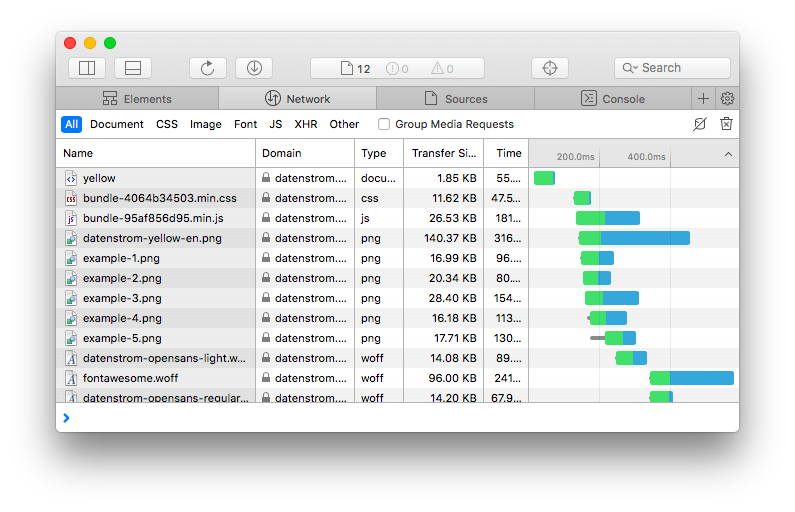 12 0 0 Search
Elements Network Sources Console
All Document CSS Image Font JS XHR Other Group Media Requests
Name Domain Type Transfer Si... Time 200.0ms 400.0ms
yellow datenstrom.... docu... 1.85 KB 55....
bundle-4064b34503.min.css datenstrom.... css 11.62 KB 47.5...
bundle-95af856d95.min.js datenstrom.... js 26.53 KB 181...
datenstrom-yellow-en.png datenstrom.... png 140.37 KB 316...
example-1.png datenstrom.... png 16.99 KB 96....
example-2.png datenstrom.... png 20.34 KB 80....
example-3.png datenstrom.... png 28.40 KB 154...
example-4.png datenstrom.... png 16.18 KB 113...
example-5.png datenstrom.... png 17.71 KB 130...
datenstrom-opensans-light.w... datenstrom.... woff 14.08 KB 89....
fontawesome.woff datenstrom.... woff 96.00 KB 241...
datenstrom-opensans-regular... datenstrom.... woff 14.20 KB 67.9...